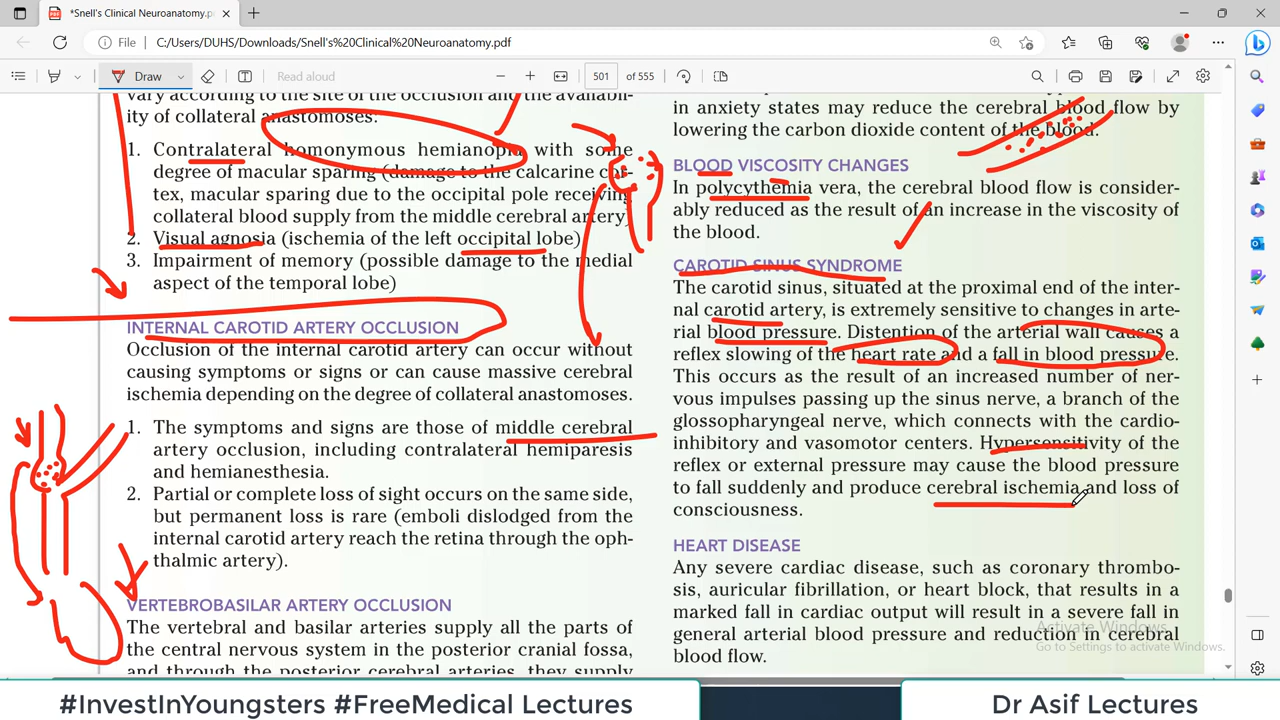 *Snell's Clinical Neuroanatomy.p
File C:/Users/DUHS/Downloads/Snell's%20Clinical%20Neuroanatomy.pdf
Draw Read aloud 501 of 555
vary according to the site of the occlusion and the availabil-
ity of collateral anastomoses.
1. Contralateral homonymous hemianopia with some
degree of macular sparing (damage to the calcarine cor-
tex, macular sparing due to the occipital pole receiving
collateral blood supply from the middle cerebral artery)
2. Visual agnosia (ischemia of the left occipital lobe)
3. Impairment of memory (possible damage to the medial
aspect of the temporal lobe)
INTERNAL CAROTID ARTERY OCCLUSION
Occlusion of the internal carotid artery can occur without
causing symptoms or signs or can cause massive cerebral
ischemia depending on the degree of collateral anastomoses.
1. The symptoms and signs are those of middle cerebral
artery occlusion, including contralateral hemiparesis
and hemianesthesia.
2. Partial or complete loss of sight occurs on the same side,
but permanent loss is rare (emboli dislodged from the
internal carotid artery reach the retina through the oph-
thalmic artery).
VERTEBROBASILAR ARTERY OCCLUSION
The vertebral and basilar arteries supply all the parts of
the central nervous system in the posterior cranial fossa,
and through the posterior cerebral arteries, they supply
in anxiety states may reduce the cerebral blood flow by
lowering the carbon dioxide content of the blood.
BLOOD VISCOSITY CHANGES
In polycythemia vera, the cerebral blood flow is consider-
ably reduced as the result of an increase in the viscosity of
the blood.
CAROTID SINUS SYNDROME
The carotid sinus, situated at the proximal end of the inter-
nal carotid artery, is extremely sensitive to changes in arte-
rial blood pressure. Distention of the arterial wall causes a
reflex slowing of the heart rate and a fall in blood pressure.
This occurs as the result of an increased number of ner-
vous impulses passing up the sinus nerve, a branch of the
glossopharyngeal nerve, which connects with the cardio-
inhibitory and vasomotor centers. Hypersensitivity of the
reflex or external pressure may cause the blood pressure
to fall suddenly and produce cerebral ischemia and loss of
consciousness.
HEART DISEASE
Any severe cardiac disease, such as coronary thrombo-
sis, auricular fibrillation, or heart block, that results in a
marked fall in cardiac output will result in a severe fall in
general arterial blood pressure and reduction in cerebral
blood flow.
Activate Windows
Go to Settings to activate Windows.
#InvestInYoungsters #FreeMedical Lectures
Dr Asif Lectures